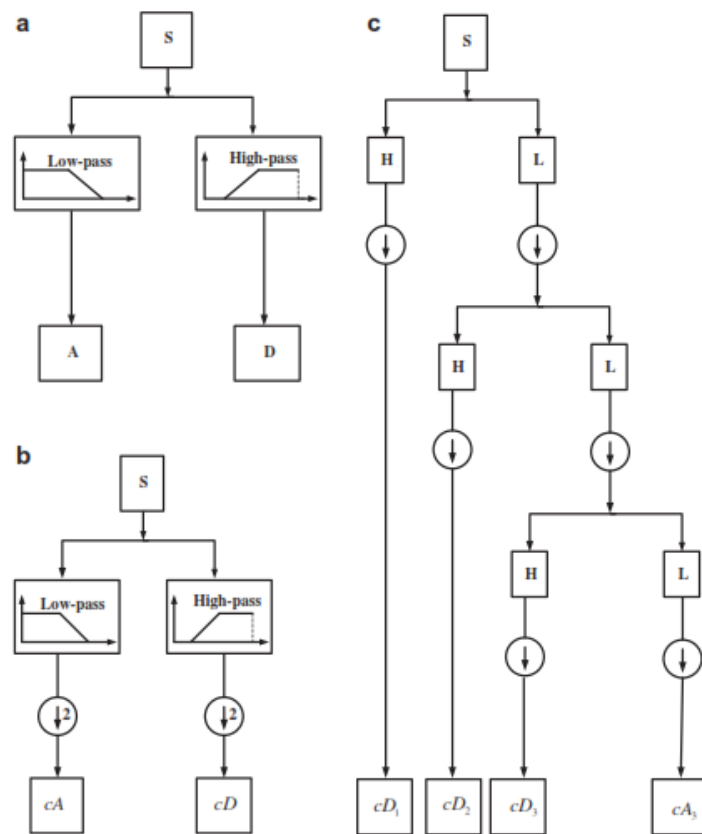 a
S
Low-pass
High-pass
A
D
b
S
Low-pass
High-pass
↓2
↓2
cA
cD
c
S
H
L
↓
↓
H
L
↓
↓
H
L
↓
↓
cD₁
cD₂
cD₃
cA₃